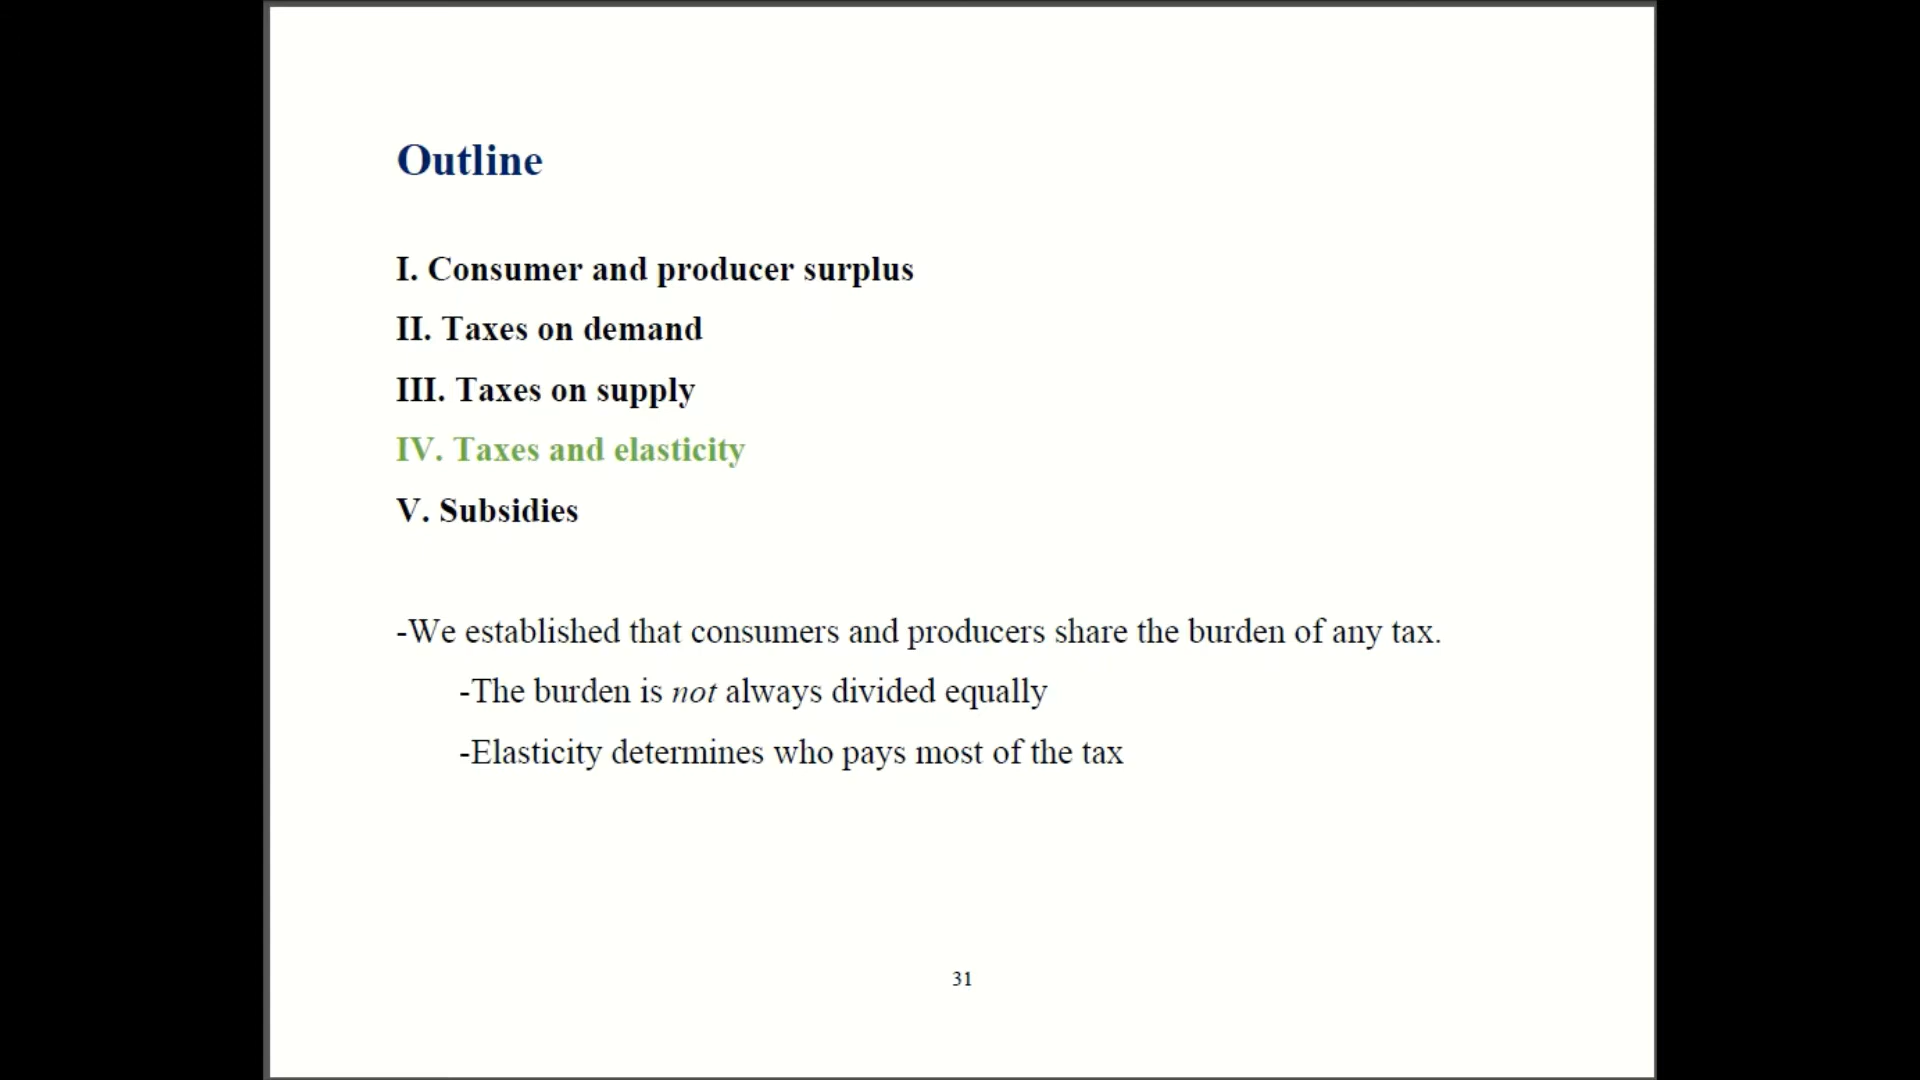 Outline
I. Consumer and producer surplus
II. Taxes on demand
III. Taxes on supply
IV. Taxes and elasticity
V. Subsidies
-We established that consumers and producers share the burden of any tax.
-The burden is not always divided equally
-Elasticity determines who pays most of the tax
31